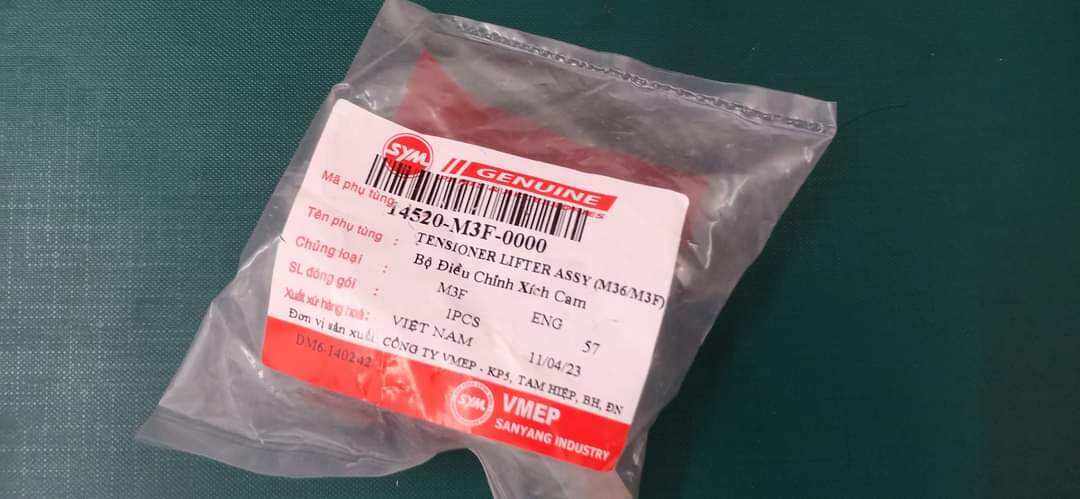 SYM
GENUINE
Mã phụ tùng
14520-M3F-0000
Tên phụ tùng : TENSIONER LIFTER ASSY (M36/M3F)
Bộ Điều Chỉnh Xích Cam
Chủng loại : M3F ENG 57
SL đóng gói : 1PCS
Xuất xứ hàng hoá: VIỆT NAM 11/04/23
Đơn vị sản xuất: CÔNG TY VMEP - KP5, TAM HIỆP, BH, ĐN
DM6-140242
SYM VMEP
SANYANG INDUSTRY